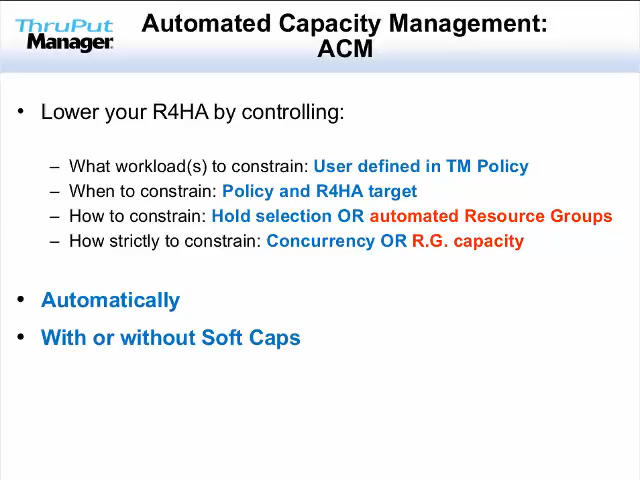 ThruPut
Manager®
Automated Capacity Management:
ACM
• Lower your R4HA by controlling:
– What workload(s) to constrain: User defined in TM Policy
– When to constrain: Policy and R4HA target
– How to constrain: Hold selection OR automated Resource Groups
– How strictly to constrain: Concurrency OR R.G. capacity
• Automatically
• With or without Soft Caps